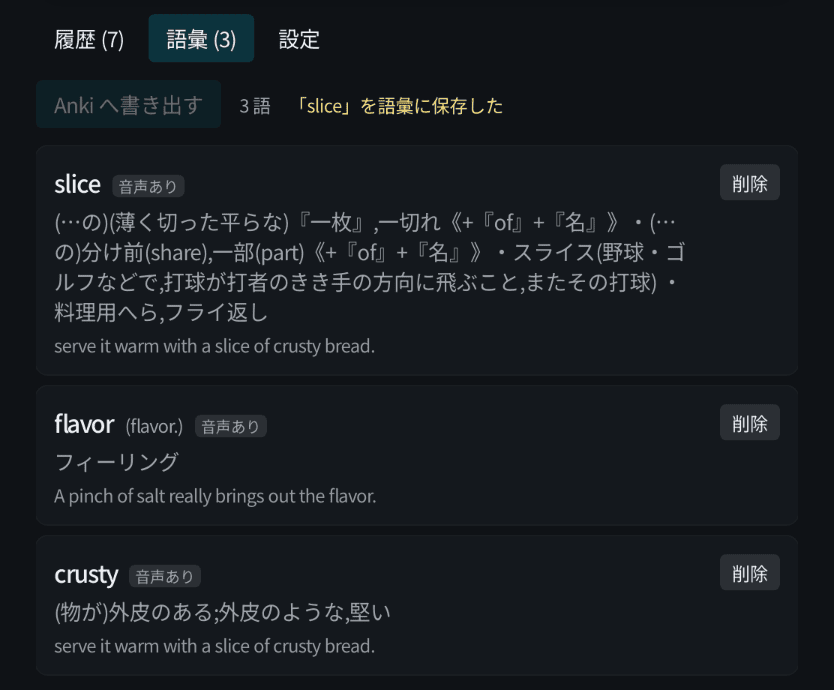 履歴 (7) 語彙 (3) 設定
Anki へ書き出す 3 語 「slice」を語彙に保存した
slice 音声あり 削除
(…の)(薄く切った平らな)『一枚』,一切れ《+『of』+『名』》・(…
の)分け前(share),一部(part)《+『of』+『名』》・スライス(野球・ゴ
ルフなどで,打球が打者のきき手の方向に飛ぶこと,またその打球) ・
料理用へら,フライ返し
serve it warm with a slice of crusty bread.
flavor (flavor.) 音声あり 削除
フィーリング
A pinch of salt really brings out the flavor.
crusty 音声あり 削除
(物が)外皮のある;外皮のような,堅い
serve it warm with a slice of crusty bread.